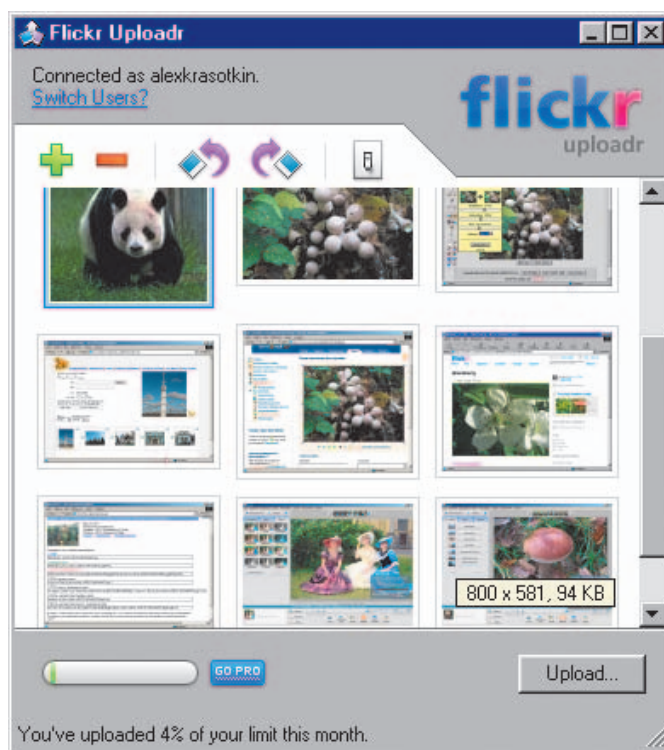 Flickr Uploadr
Connected as alexkrasotkin.
Switch Users?
flickr
uploadr
800 x 581, 94 KB
GO PRO
Upload...
You've uploaded 4% of your limit this month.